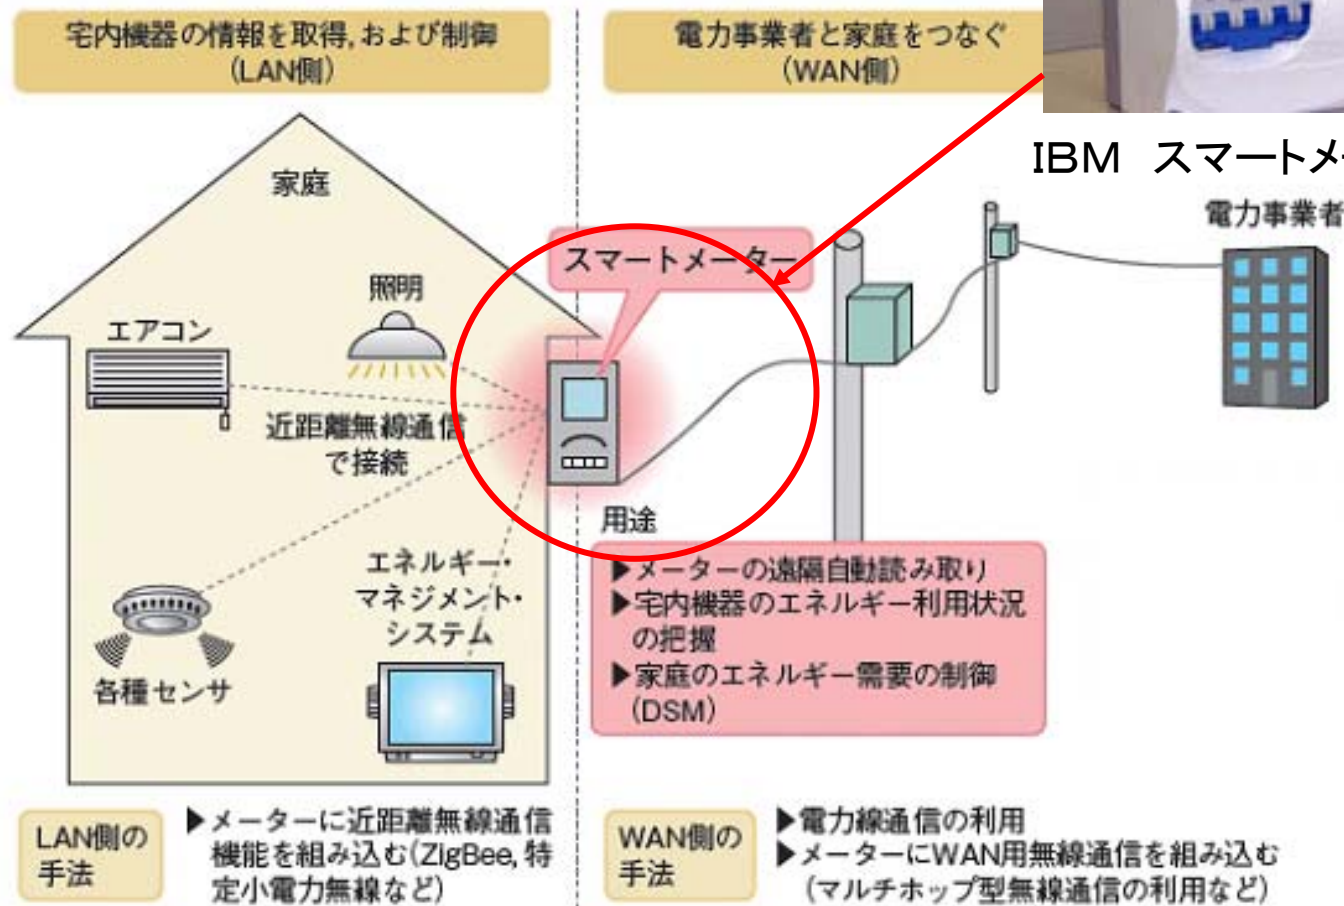 宅内機器の情報を取得,および制御
(LAN側)
電力事業者と家庭をつなぐ
(WAN側)
IBM スマートメ
家庭
電力事業者
スマートメーター
照明
エアコン
近距離無線通信
で接続
用途
▶メーターの遠隔自動読み取り
▶宅内機器のエネルギー利用状況
の把握
▶家庭のエネルギー需要の制御
(DSM)
エネルギー・
マネジメント・
システム
各種センサ
LAN側の
手法
▶メーターに近距離無線通信
機能を組み込む(ZigBee,特
定小電力無線など)
WAN側の
手法
▶電力線通信の利用
▶メーターにWAN用無線通信を組み込む
(マルチホップ型無線通信の利用など)